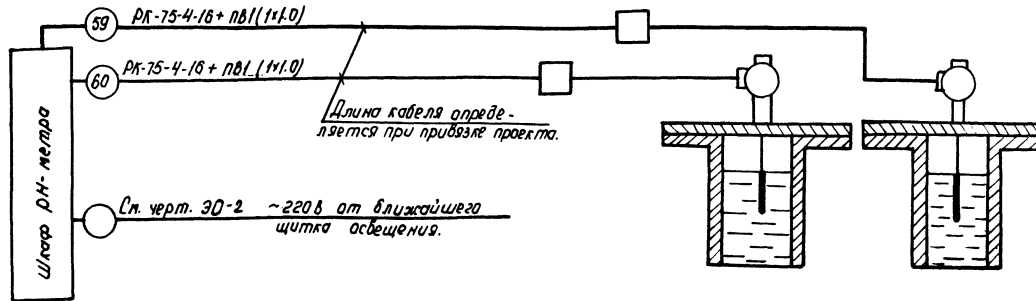 59 РК-75-4-16 + ПВ1 (1х1.0)
60 РК-75-4-16 + ПВ1 (1х1.0)
Длина кабеля опреде-
ляется при привязке проекта.
Шкаф рН-метра
См. черт. ЭО-2 ~220В от ближайшего
щитка освещения.